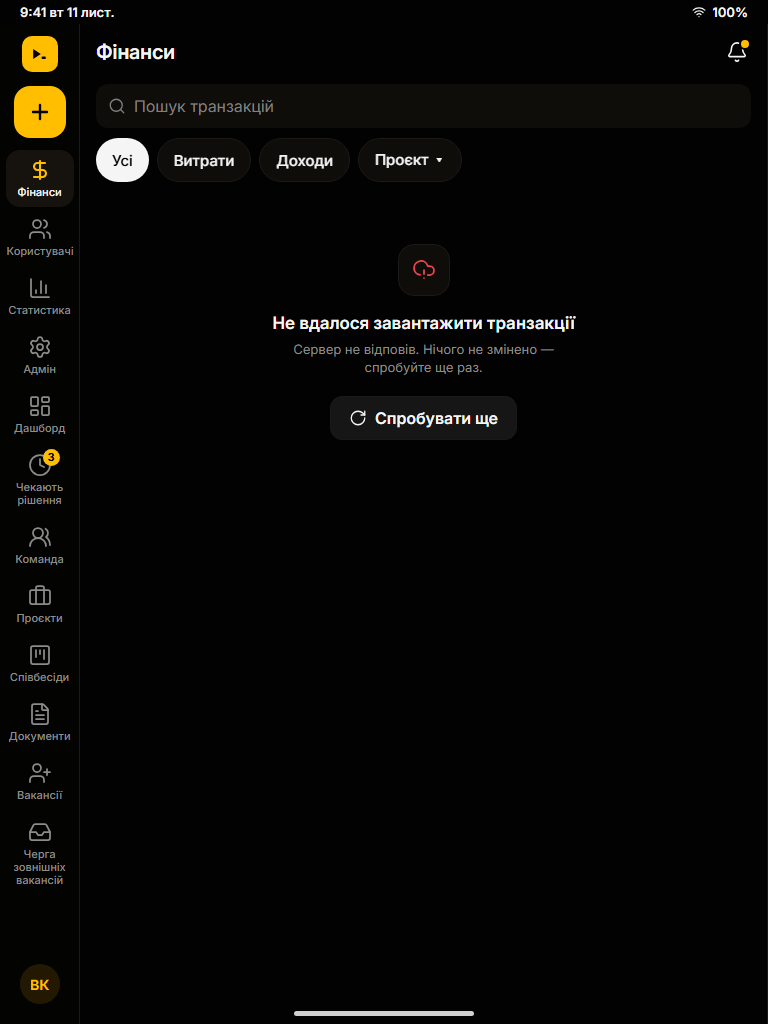 9:41 вт 11 лист.
100%
Фінанси
Пошук транзакцій
Усі
Витрати
Доходи
Проєкт
Не вдалося завантажити транзакції
Сервер не відповів. Нічого не змінено —
спробуйте ще раз.
Спробувати ще
Фінанси
Користувачі
Статистика
Адмін
Дашборд
3
Чекають
рішення
Команда
Проєкти
Співбесіди
Документи
Вакансії
Черга
зовнішніх
вакансій
ВК